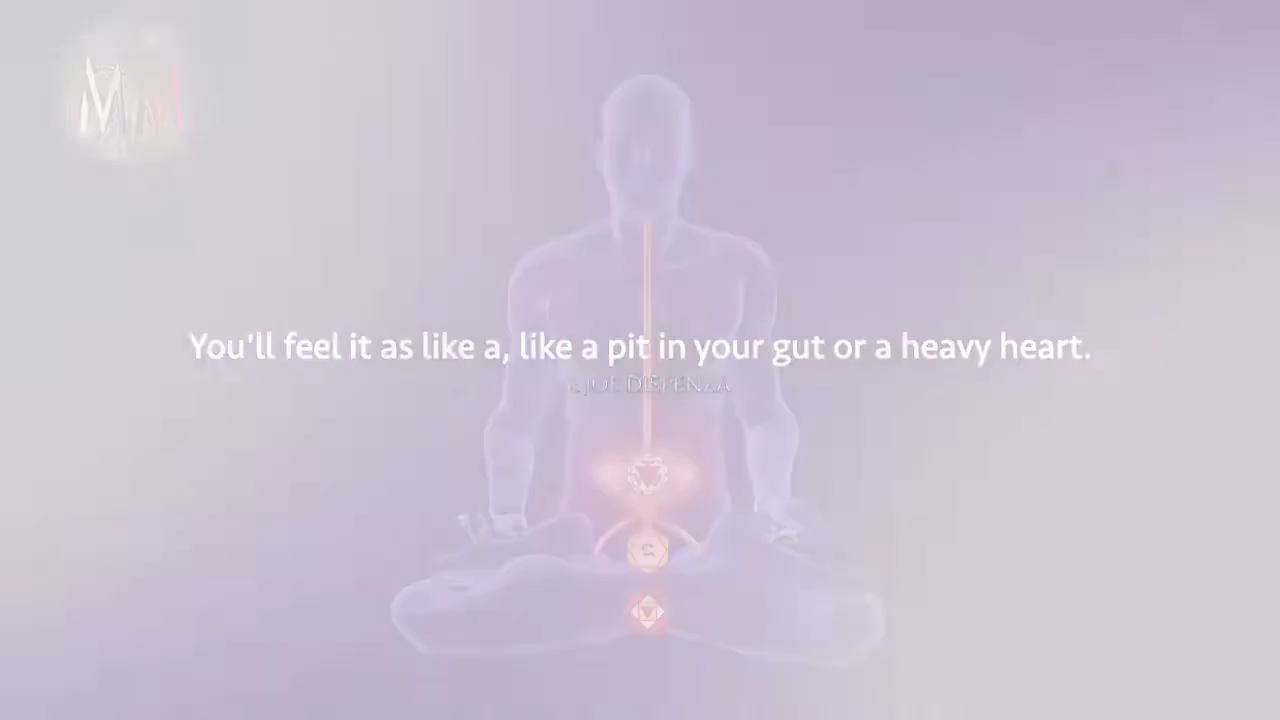 You'll feel it as like a, like a pit in your gut or a heavy heart.
JOE DISPENZA